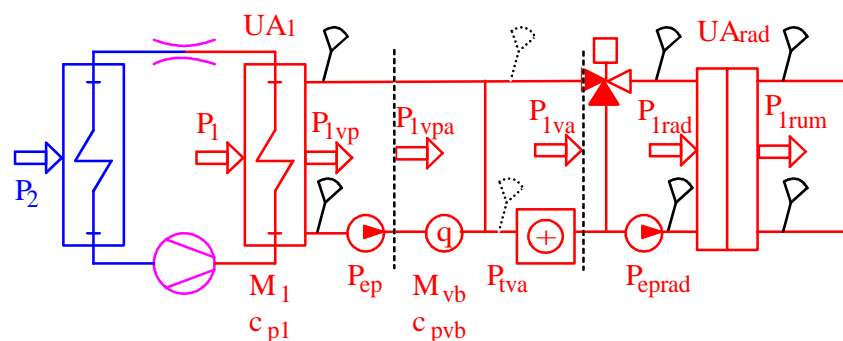 UA1 UArad
P1 P1vp P1vpa P1va P1rad P1rum
P2
q +
Pep Ptva Peprad
M1 Mvb
cp1 cpvb